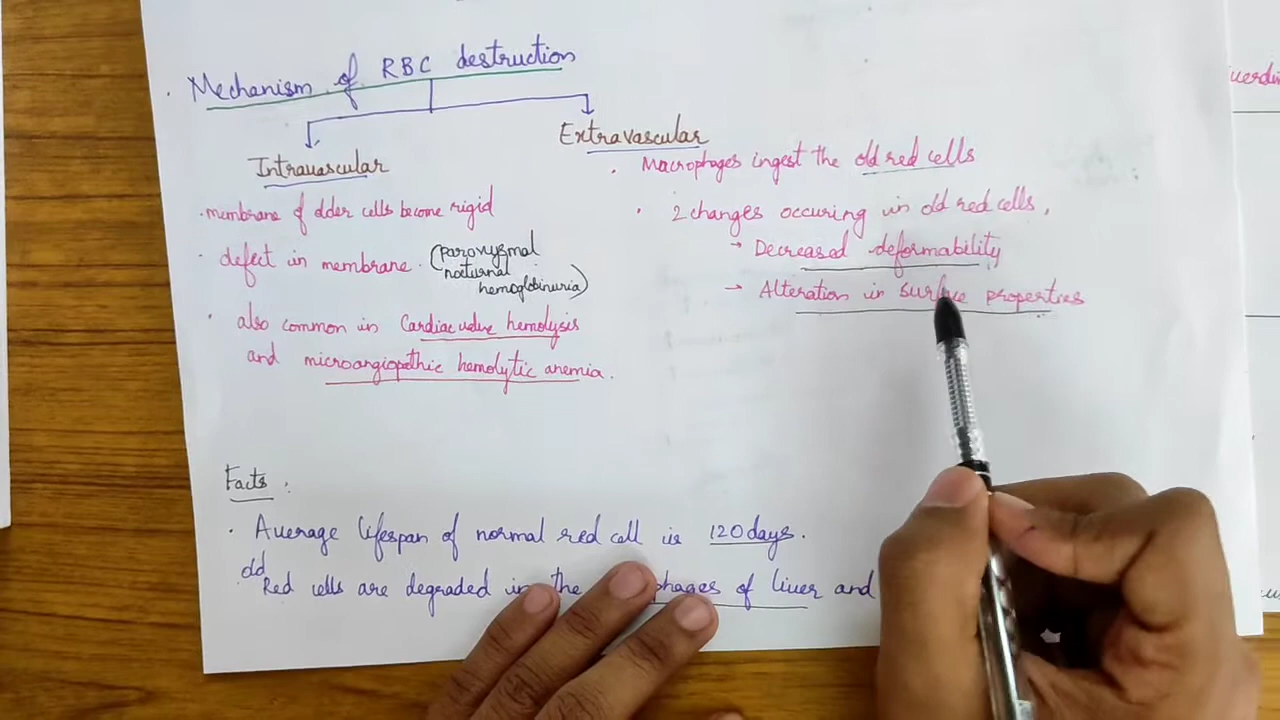 Mechanism of RBC destruction
Intravascular
. membrane of older cells become rigid
. defect in membrane. (paroxysmal
nocturnal
hemoglobinuria)
. also common in Cardiac valve hemolysis
and microangiopathic hemolytic anemia.
Extravascular
. Macrophages ingest the old red cells
. 2 changes occuring in old red cells,
→ Decreased deformability
→ Alteration in surface properties
Facts :
. Average lifespan of normal red cell is 120 days.
old
Red cells are degraded in the phages of liver and